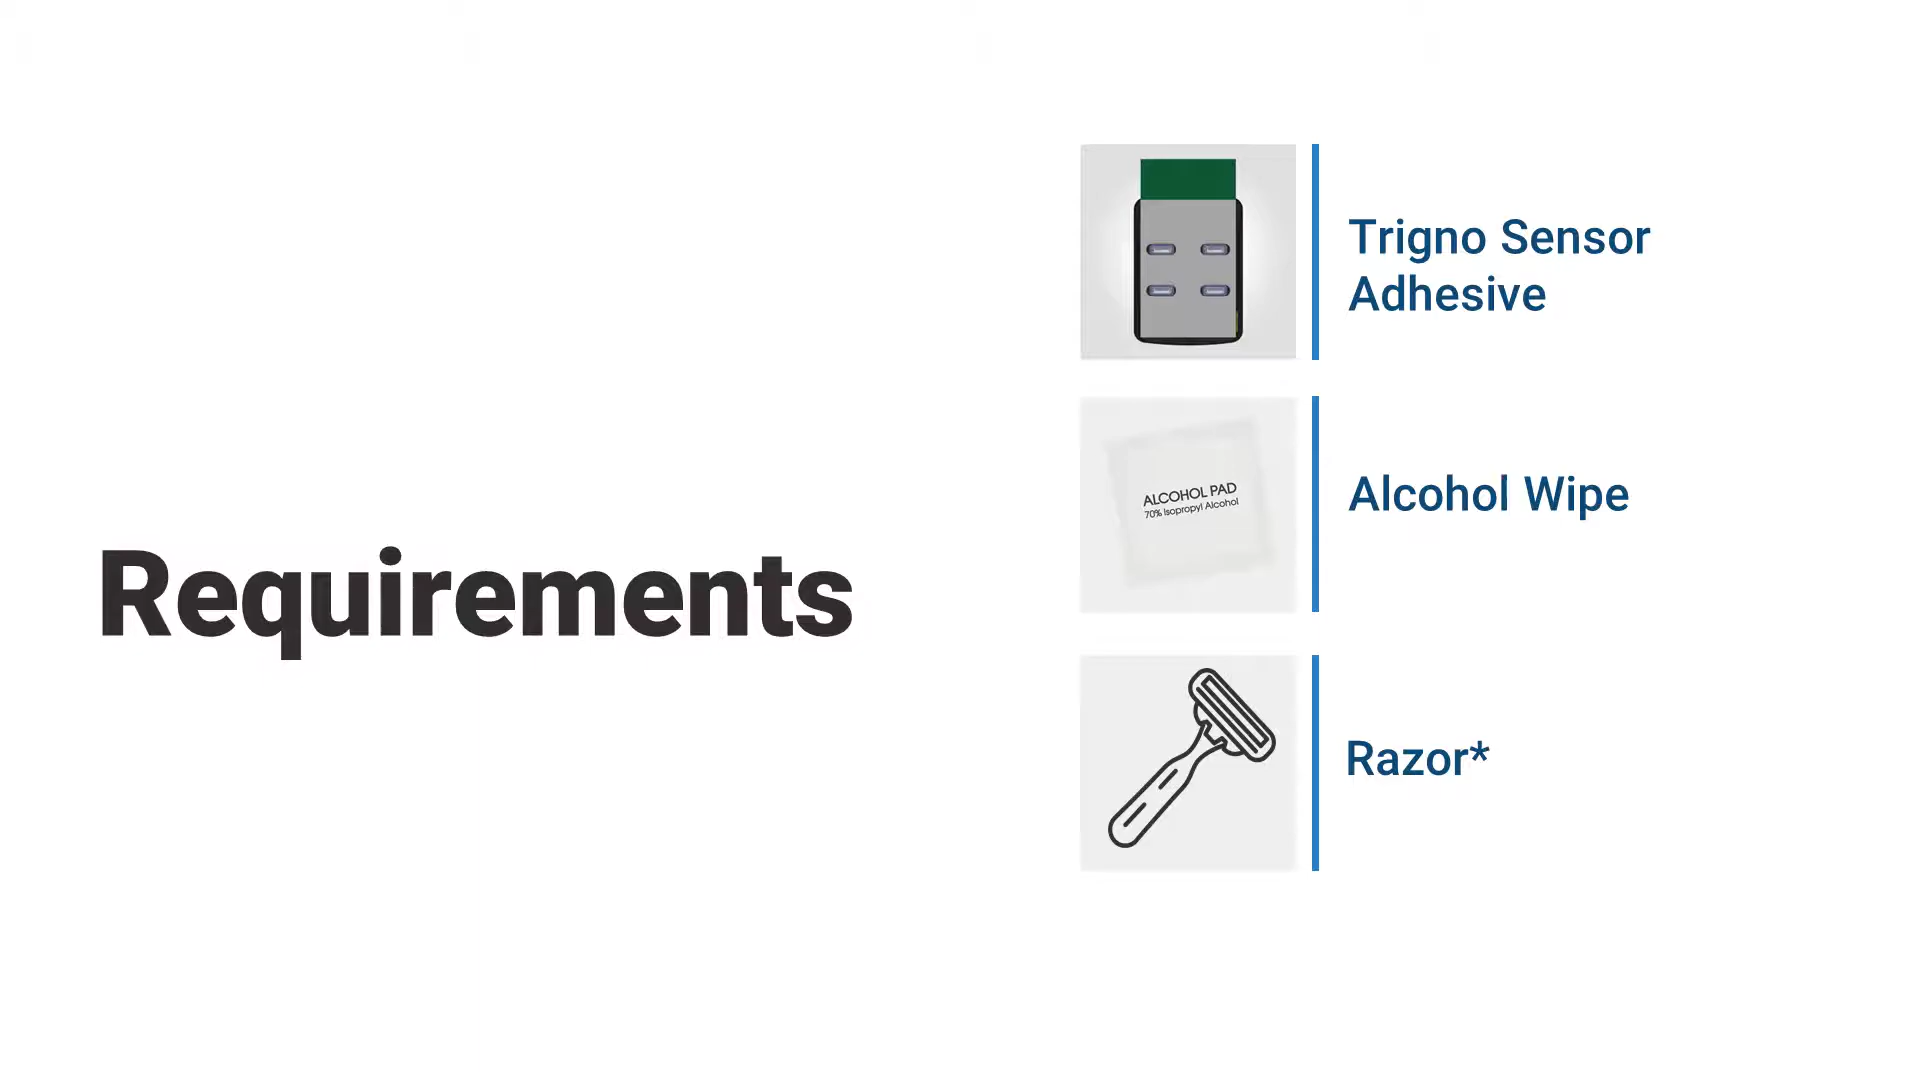 Requirements
Trigno Sensor
Adhesive
ALCOHOL PAD
70% Isopropyl Alcohol
Alcohol Wipe
Razor*